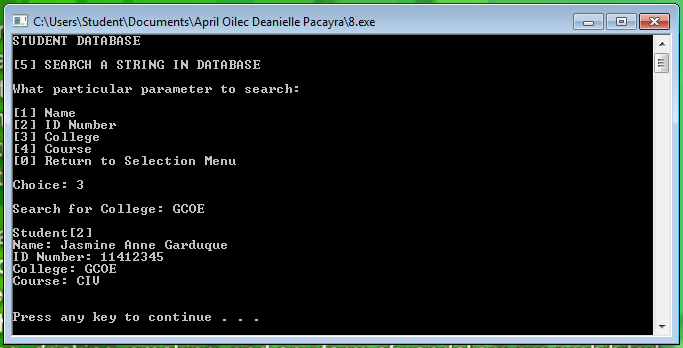 C:\Users\Student\Documents\April Oilec Deanielle Pacayra\8.exe
STUDENT DATABASE
[5] SEARCH A STRING IN DATABASE
What particular parameter to search:
[1] Name
[2] ID Number
[3] College
[4] Course
[0] Return to Selection Menu
Choice: 3
Search for College: GCOE
Student[2]
Name: Jasmine Anne Garduque
ID Number: 11412345
College: GCOE
Course: CIV
Press any key to continue . . .